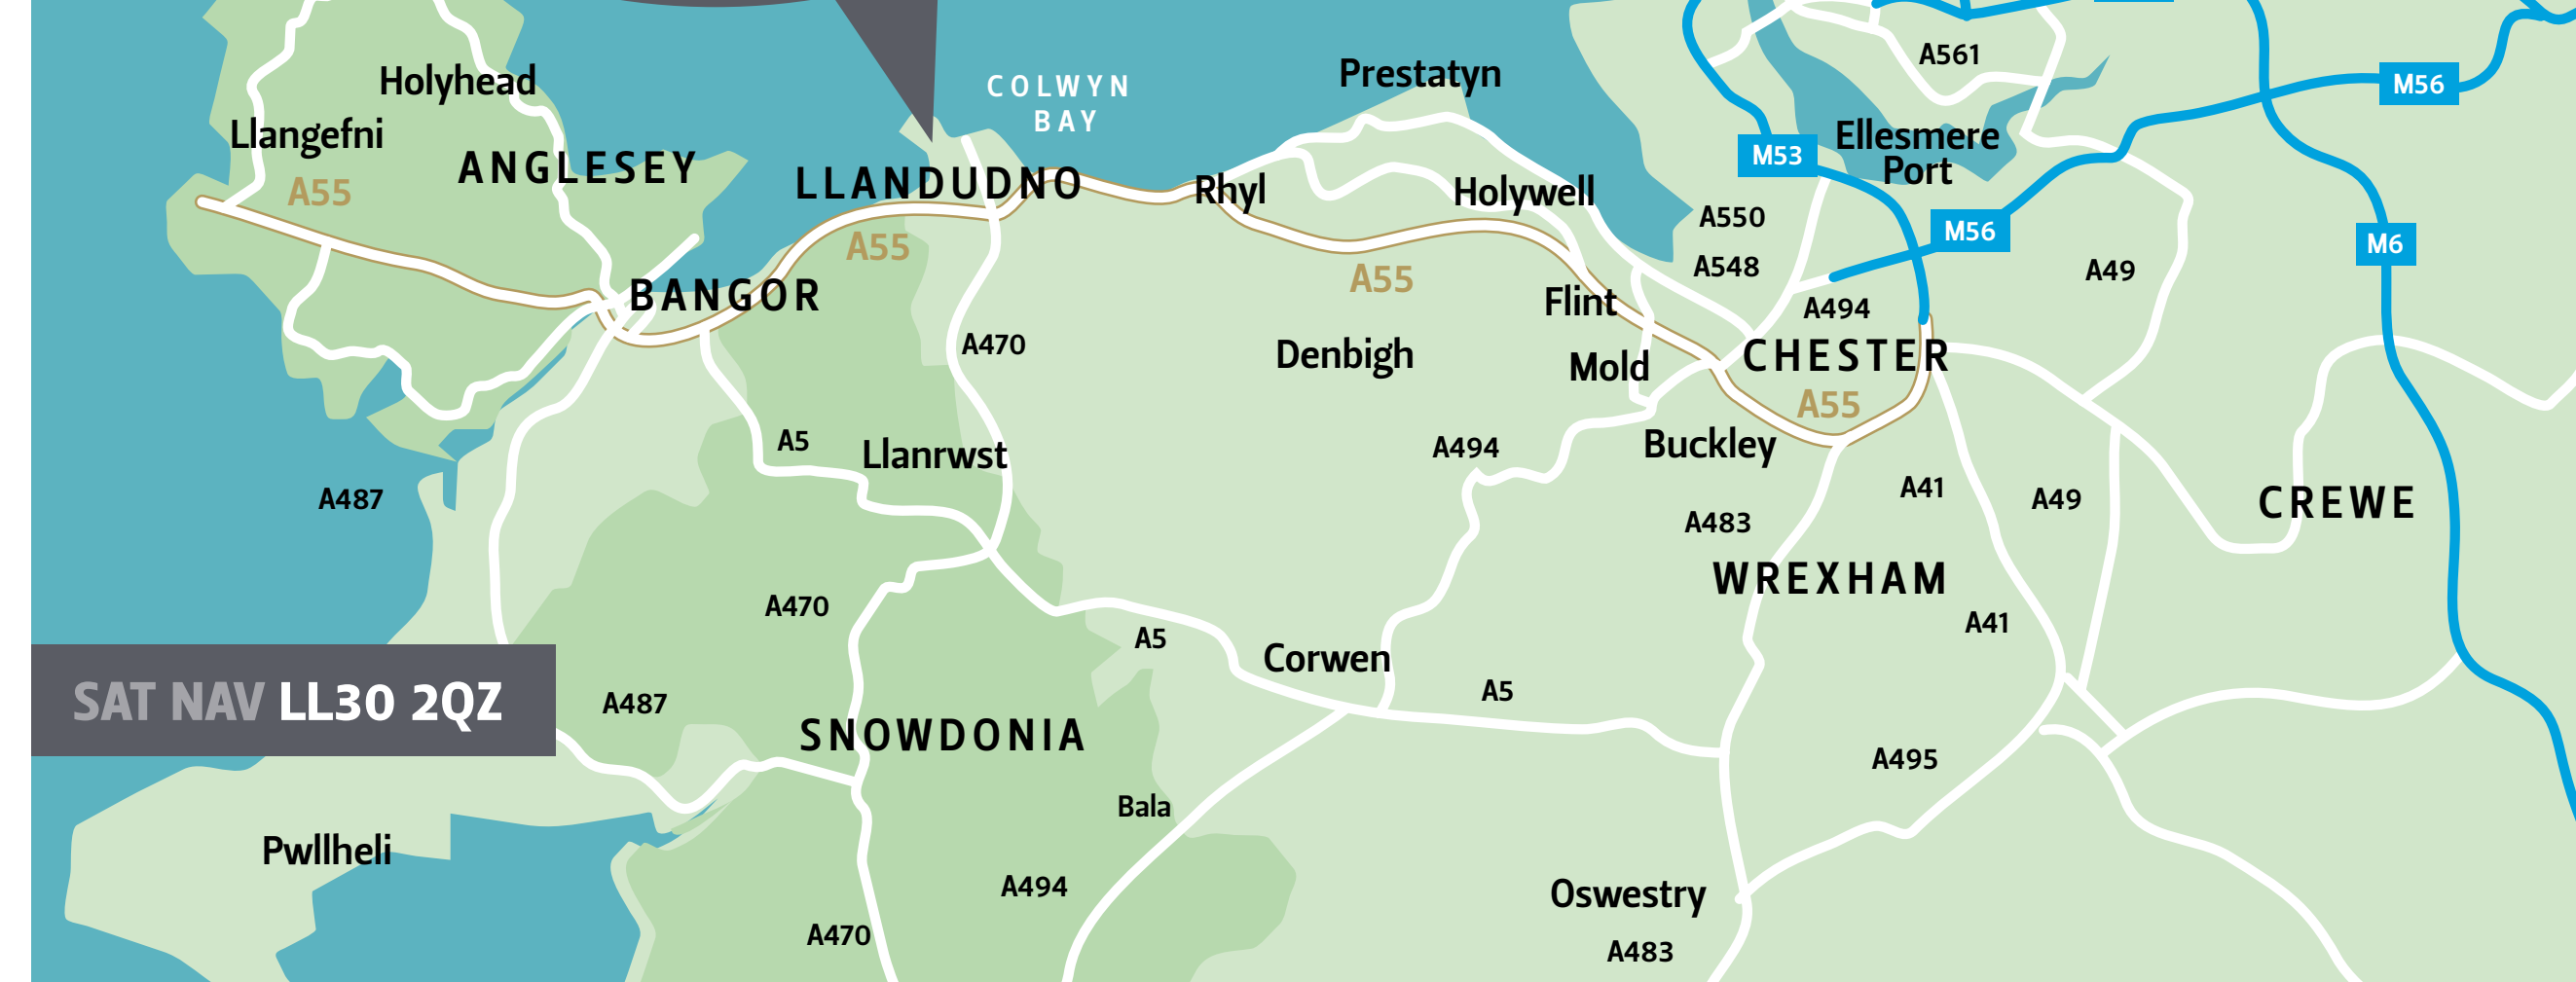 A561
Holyhead
COLWYN
BAY
Prestatyn
M56
Llangefni
Ellesmere
Port
M53
ANGLESEY
A55
LLANDUDNO
Rhyl
Holywell
A550
M56
M6
A55
A548
A49
A55
BANGOR
Flint
A494
A470
Denbigh
Mold
CHESTER
A55
A5
Llanrwst
A494
Buckley
A487
A41
A49
CREWE
A483
WREXHAM
A470
A41
A5
Corwen
SAT NAV LL30 2QZ
A487
A5
SNOWDONIA
A495
Bala
Pwllheli
A494
Oswestry
A470
A483